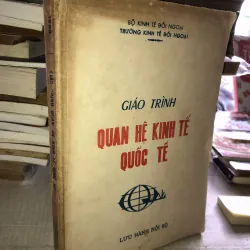 BỘ KINH TẾ ĐỐI NGOẠI
TRƯỜNG KINH TẾ ĐỐI NGOẠI
GIÁO TRÌNH
QUAN HỆ KINH TẾ
QUỐC TẾ
LƯU HÀNH NỘI BỘ